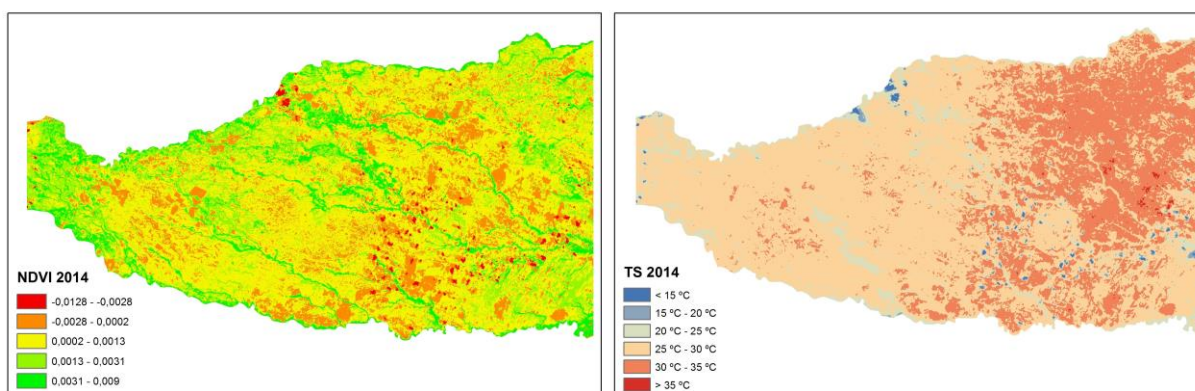 NDVI 2014
-0,0128 - -0,0028
-0,0028 - 0,0002
0,0002 - 0,0013
0,0013 - 0,0031
0,0031 - 0,009
TS 2014
< 15 ºC
15 ºC - 20 ºC
20 ºC - 25 ºC
25 ºC - 30 ºC
30 ºC - 35 ºC
> 35 ºC